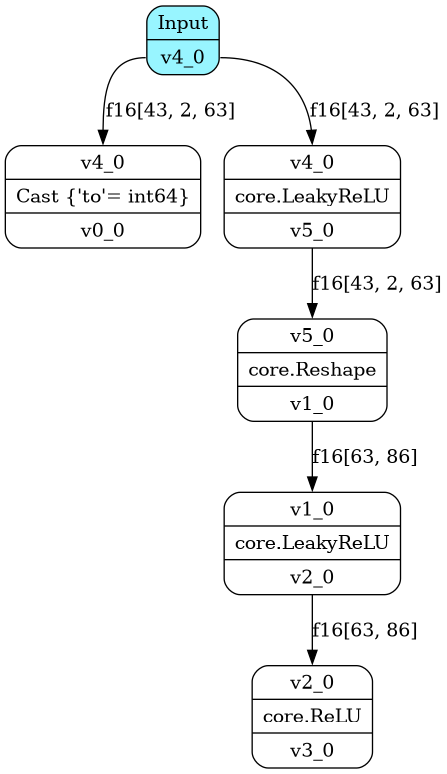 Input
v4_0
f16[43, 2, 63]
f16[43, 2, 63]
v4_0
Cast {'to'= int64}
v0_0
v4_0
core.LeakyReLU
v5_0
f16[43, 2, 63]
v5_0
core.Reshape
v1_0
f16[63, 86]
v1_0
core.LeakyReLU
v2_0
f16[63, 86]
v2_0
core.ReLU
v3_0